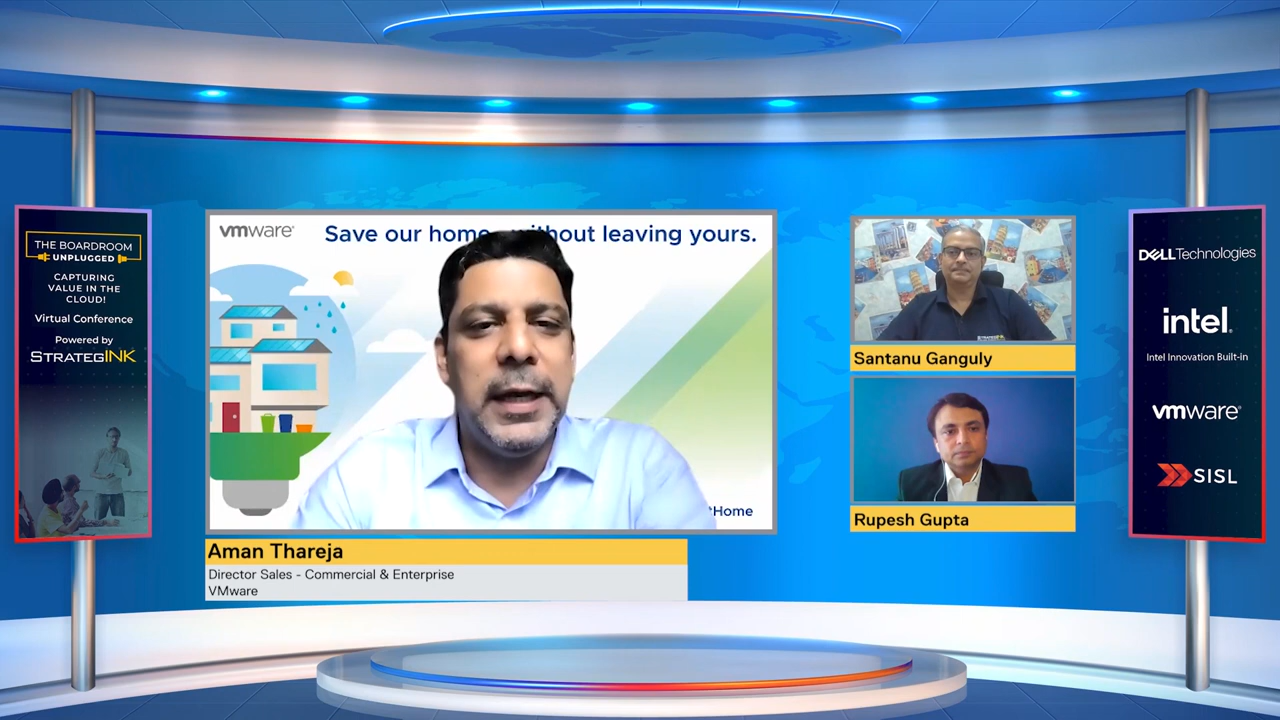 THE BOARDROOM
UNPLUGGED
CAPTURING
VALUE IN THE
CLOUD!
Virtual Conference
Powered by
STRATEGINK
vmware
Save our home, without leaving yours.
Home
Aman Thareja
Director Sales - Commercial & Enterprise
VMware
Santanu Ganguly
Rupesh Gupta
DELL Technologies
intel.
Intel Innovation Built-in
vmware
SISL